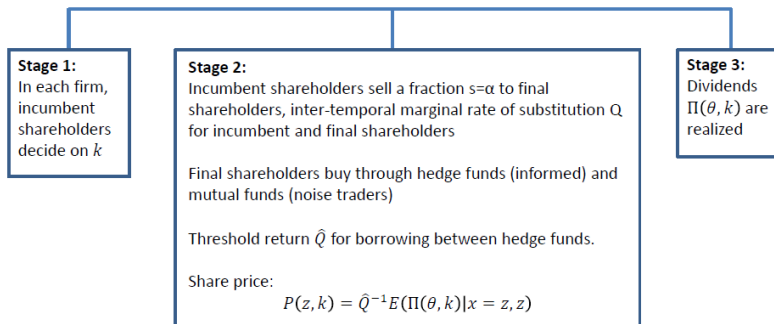 Stage 1:
In each firm,
incumbent
shareholders
decide on k
Stage 2:
Incumbent shareholders sell a fraction s=α to final
shareholders, inter-temporal marginal rate of substitution Q
for incumbent and final shareholders
Final shareholders buy through hedge funds (informed) and
mutual funds (noise traders)
Threshold return Q̂ for borrowing between hedge funds.
Share price:
P(z, k) = Q̂⁻¹E(Π(θ, k)|x = z, z)
Stage 3:
Dividends
Π(θ, k) are
realized